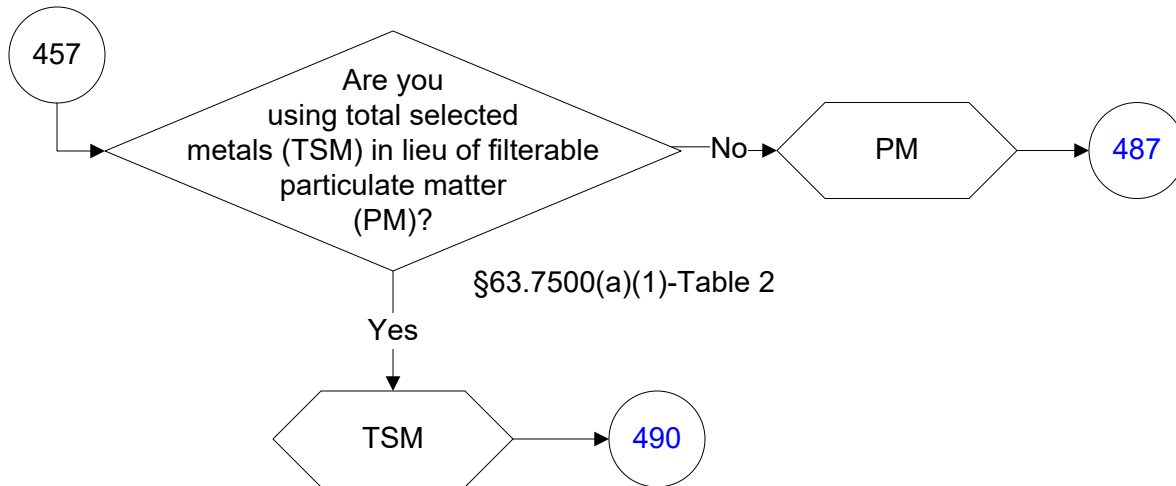 457
Are you
using total selected
metals (TSM) in lieu of filterable
particulate matter
(PM)?
No
PM
487
§63.7500(a)(1)-Table 2
Yes
TSM
490